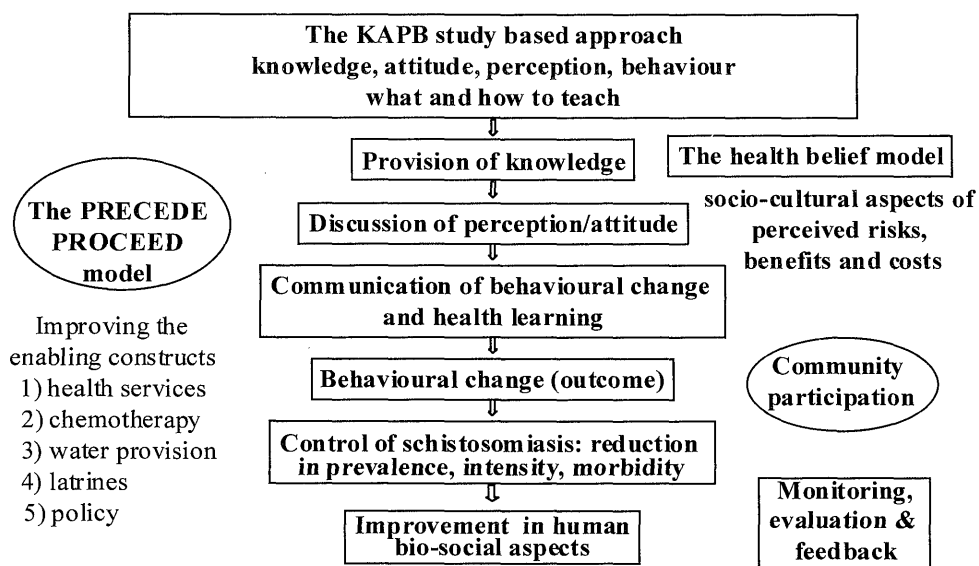 The KAPB study based approach
knowledge, attitude, perception, behaviour
what and how to teach
Provision of knowledge
The health belief model
socio-cultural aspects of
perceived risks,
benefits and costs
The PRECEDE
PROCEED
model
Discussion of perception/attitude
Communication of behavioural change
and health learning
Improving the
enabling constructs
1) health services
2) chemotherapy
3) water provision
4) latrines
5) policy
Behavioural change (outcome)
Community
participation
Control of schistosomiasis: reduction
in prevalence, intensity, morbidity
Improvement in human
bio-social aspects
Monitoring,
evaluation &
feedback